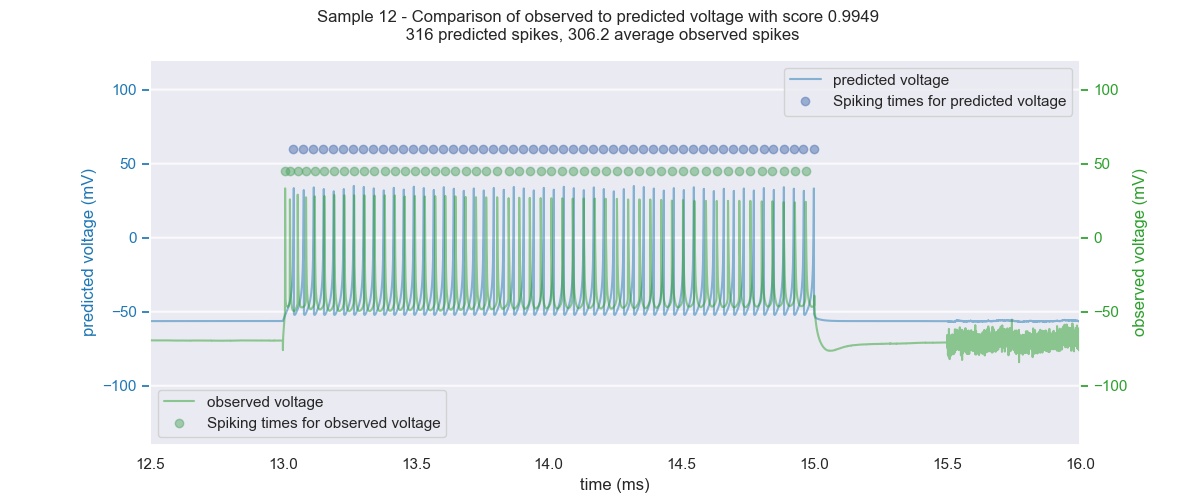 Sample 12 - Comparison of observed to predicted voltage with score 0.9949
316 predicted spikes, 306.2 average observed spikes
predicted voltage
Spiking times for predicted voltage
100
50
0
−50
−100
predicted voltage (mV)
100
50
0
−50
−100
observed voltage (mV)
observed voltage
Spiking times for observed voltage
12.5 13.0 13.5 14.0 14.5 15.0 15.5 16.0
time (ms)